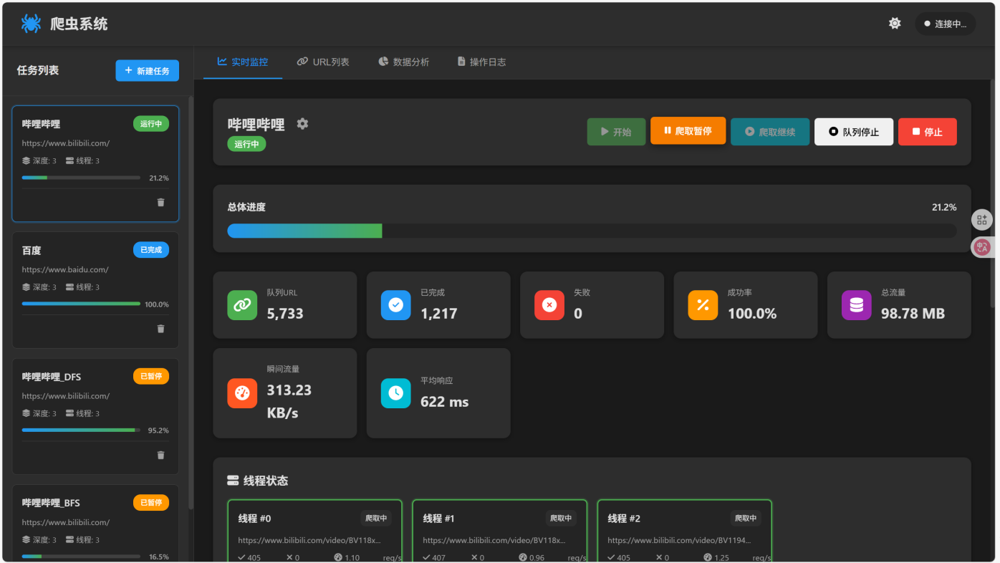 爬虫系统
连接中...
任务列表
新建任务
实时监控
URL列表
数据分析
操作日志
哔哩哔哩
运行中
https://www.bilibili.com/
深度: 3 线程: 3
21.2%
百度
已完成
https://www.baidu.com/
深度: 3 线程: 3
100.0%
哔哩哔哩_DFS
已暂停
https://www.bilibili.com/
深度: 3 线程: 3
95.2%
哔哩哔哩_BFS
已暂停
https://www.bilibili.com/
深度: 3 线程: 3
16.5%
哔哩哔哩
运行中
开始
爬取暂停
爬取继续
队列停止
停止
总体进度
21.2%
队列URL
5,733
已完成
1,217
失败
0
成功率
100.0%
总流量
98.78 MB
瞬间流量
313.23
KB/s
平均响应
622 ms
线程状态
线程 #0
爬取中
https://www.bilibili.com/video/BV118x...
405 0 1.10 req/s
线程 #1
爬取中
https://www.bilibili.com/video/BV118x...
407 0 0.96 req/s
线程 #2
爬取中
https://www.bilibili.com/video/BV1194...
405 0 1.25 req/s